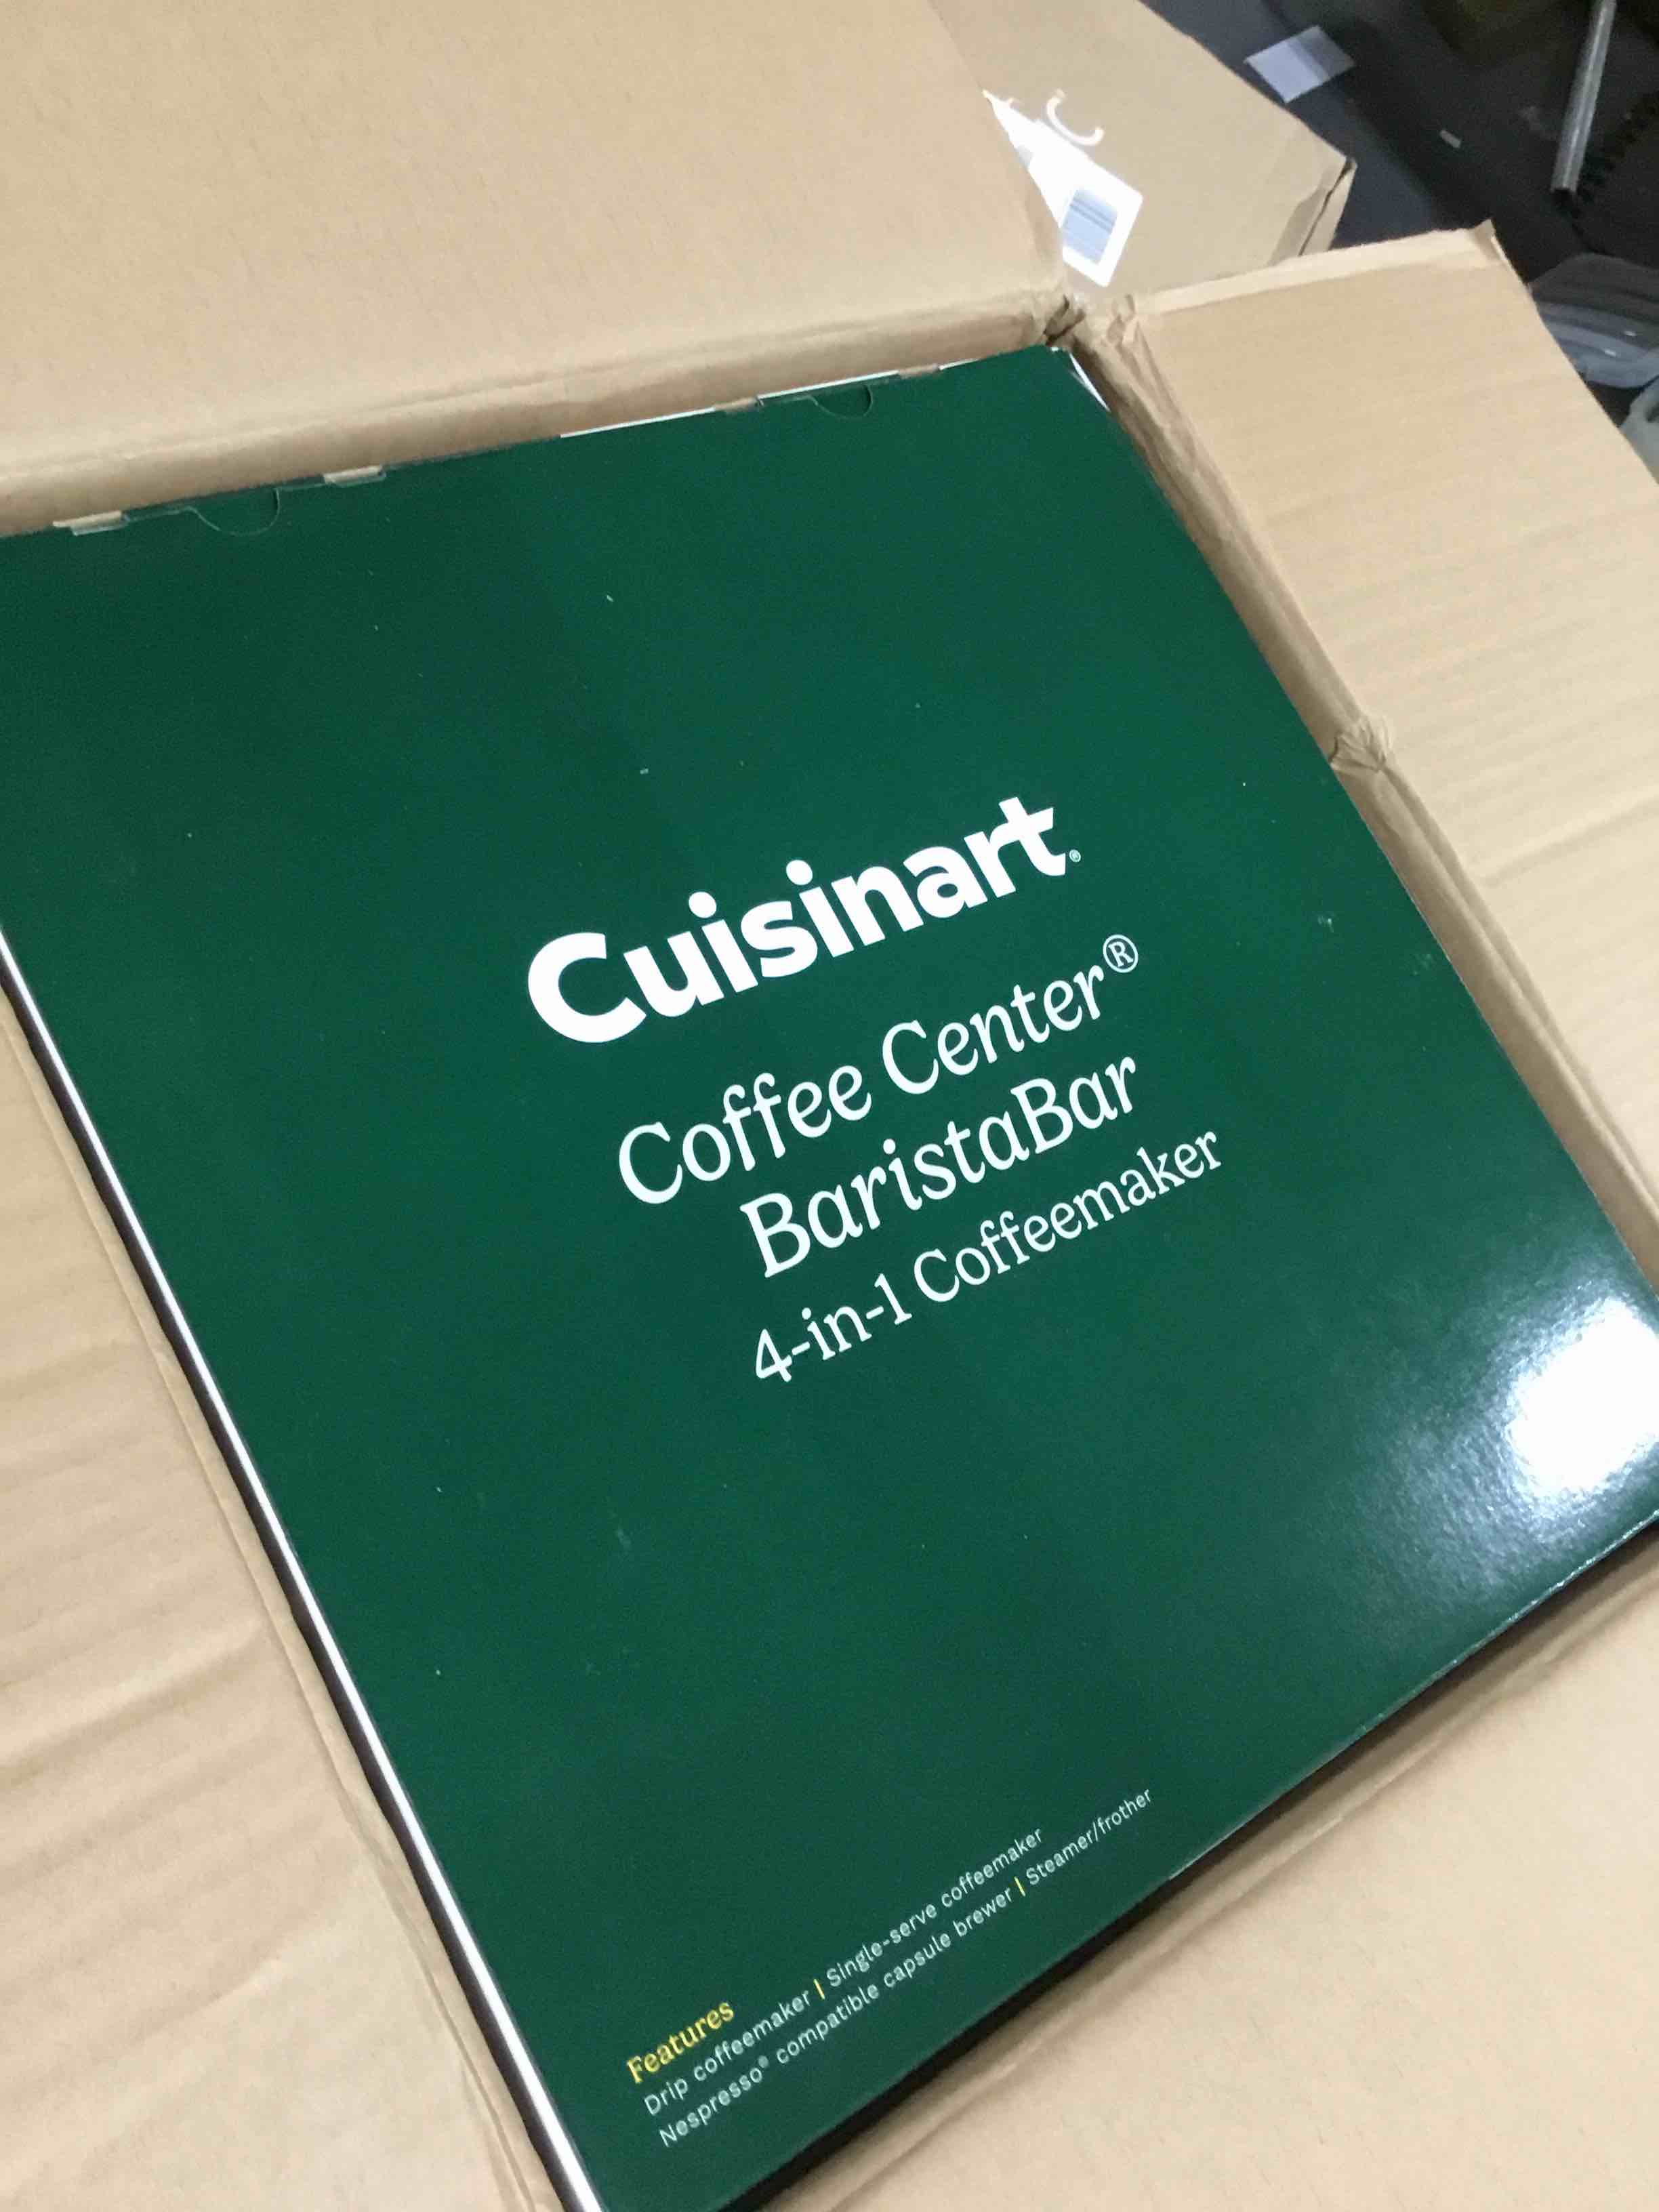 Cuisinart®
Coffee Center®
BaristaBar
4-in-1 Coffeemaker
Features
Drip coffeemaker | Single-serve coffeemaker
Nespresso® compatible capsule brewer | Steamer/frother